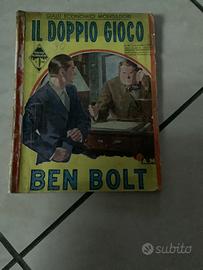 GIALLI ECONOMICI MONDADORI
IL DOPPIO GIOCO
BEN BOLT
subito